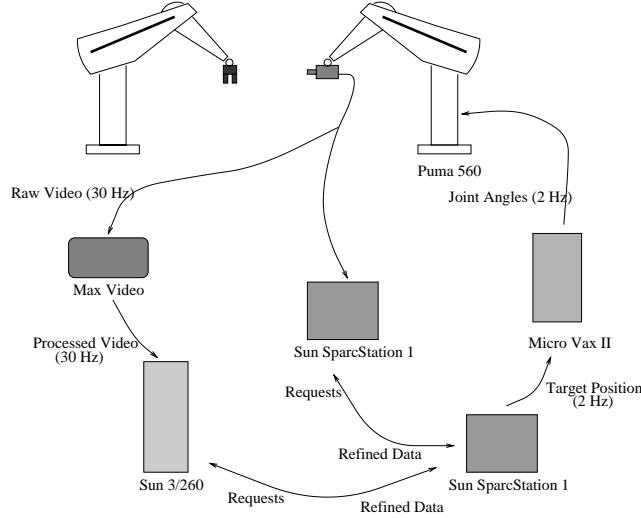 Puma 560
Raw Video (30 Hz)
Joint Angles (2 Hz)
Max Video
Processed Video
(30 Hz)
Sun SparcStation 1
Micro Vax II
Requests
Target Position
(2 Hz)
Refined Data
Sun 3/260
Sun SparcStation 1
Requests
Refined Data